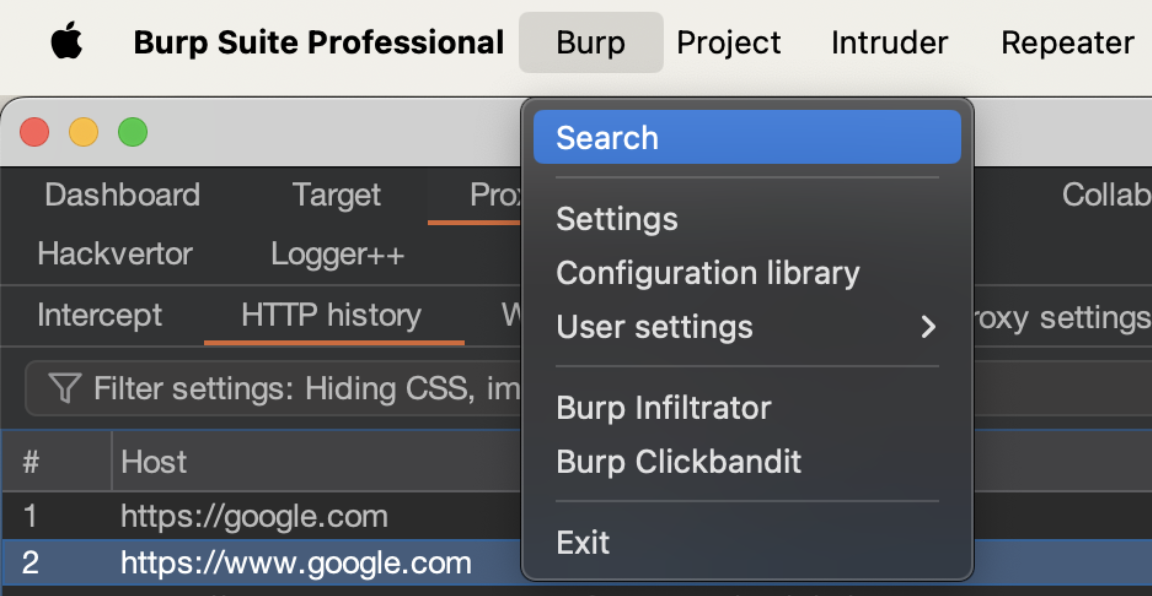 Burp Suite Professional Burp Project Intruder Repeater
Search
Settings
Configuration library
User settings
Burp Infiltrator
Burp Clickbandit
Exit
Dashboard Target Collab
Hackvertor Logger++
Intercept HTTP history roxy settings
Filter settings: Hiding CSS, im
# Host
1 https://google.com
2 https://www.google.com